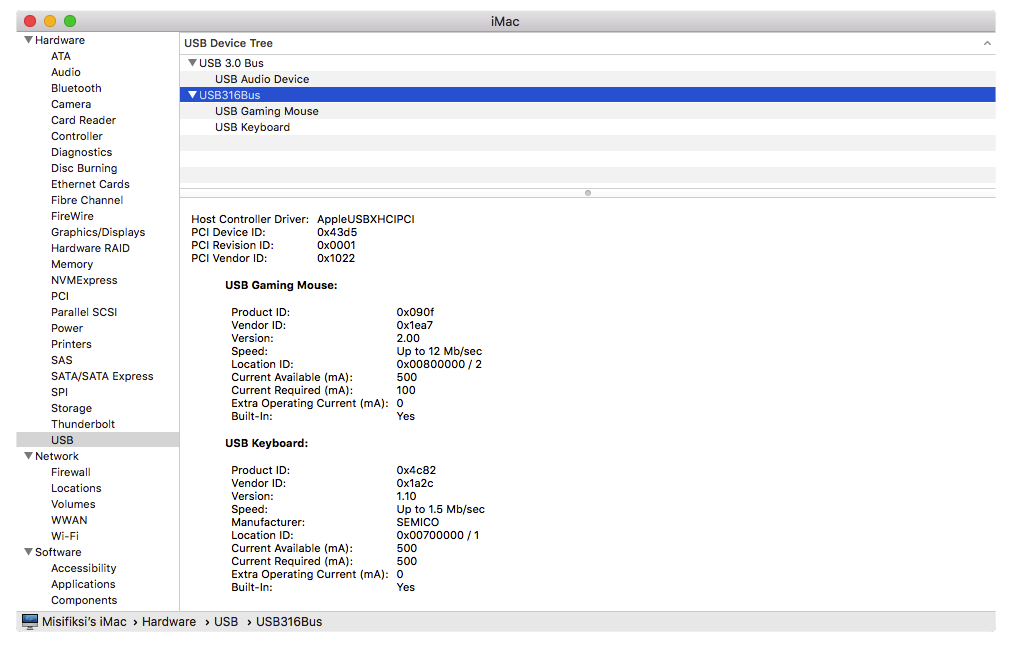 iMac
Hardware
ATA
Audio
Bluetooth
Camera
Card Reader
Controller
Diagnostics
Disc Burning
Ethernet Cards
Fibre Channel
FireWire
Graphics/Displays
Hardware RAID
Memory
NVMExpress
PCI
Parallel SCSI
Power
Printers
SAS
SATA/SATA Express
SPI
Storage
Thunderbolt
USB
Network
Firewall
Locations
Volumes
WWAN
Wi-Fi
Software
Accessibility
Applications
Components
USB Device Tree
USB 3.0 Bus
USB Audio Device
USB316Bus
USB Gaming Mouse
USB Keyboard
Host Controller Driver: AppleUSBXHCIPCI
PCI Device ID: 0x43d5
PCI Revision ID: 0x0001
PCI Vendor ID: 0x1022
USB Gaming Mouse:
Product ID: 0x090f
Vendor ID: 0x1ea7
Version: 2.00
Speed: Up to 12 Mb/sec
Location ID: 0x00800000 / 2
Current Available (mA): 500
Current Required (mA): 100
Extra Operating Current (mA): 0
Built-In: Yes
USB Keyboard:
Product ID: 0x4c82
Vendor ID: 0x1a2c
Version: 1.10
Speed: Up to 1.5 Mb/sec
Manufacturer: SEMICO
Location ID: 0x00700000 / 1
Current Available (mA): 500
Current Required (mA): 500
Extra Operating Current (mA): 0
Built-In: Yes
Misifiksi's iMac › Hardware › USB › USB316Bus